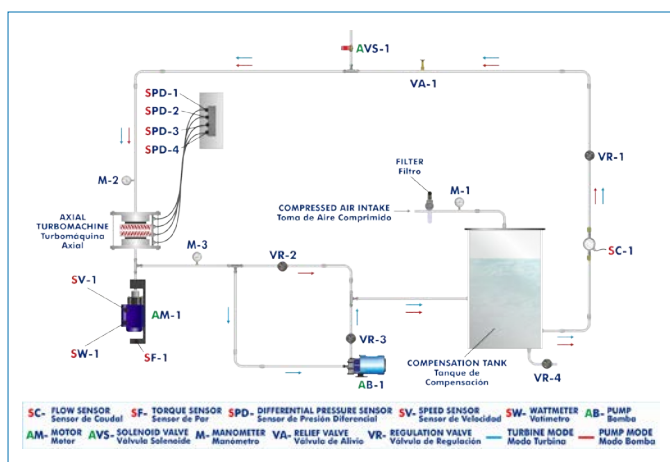 AVS-1
SPD-1
SPD-2
SPD-3
SPD-4
VA-1
VR-1
M-2
FILTER
Filtro
M-1
COMPRESSED AIR INTAKE
Toma de Aire Comprimido
AXIAL
TURBOMACHINE
Turbomáquina
Axial
M-3
VR-2
SC-1
SV-1
AM-1
SW-1
SF-1
VR-3
AB-1
COMPENSATION TANK
Tanque de
Compensación
VR-4
SC- FLOW SENSOR SF- TORQUE SENSOR SPD- DIFFERENTIAL PRESSURE SENSOR SV- SPEED SENSOR SW- WATTMETER AB- PUMP
Sensor de Caudal Sensor de Par Sensor de Presión Diferencial Sensor de Velocidad Vatímetro Bomba
AM- MOTOR AVS- SOLENOID VALVE M- MANOMETER VA- RELIEF VALVE VR- REGULATION VALVE TURBINE MODE PUMP MODE
Motor Válvula Solenoide Manómetro Válvula de Alivio Válvula de Regulación Modo Turbina Modo Bomba